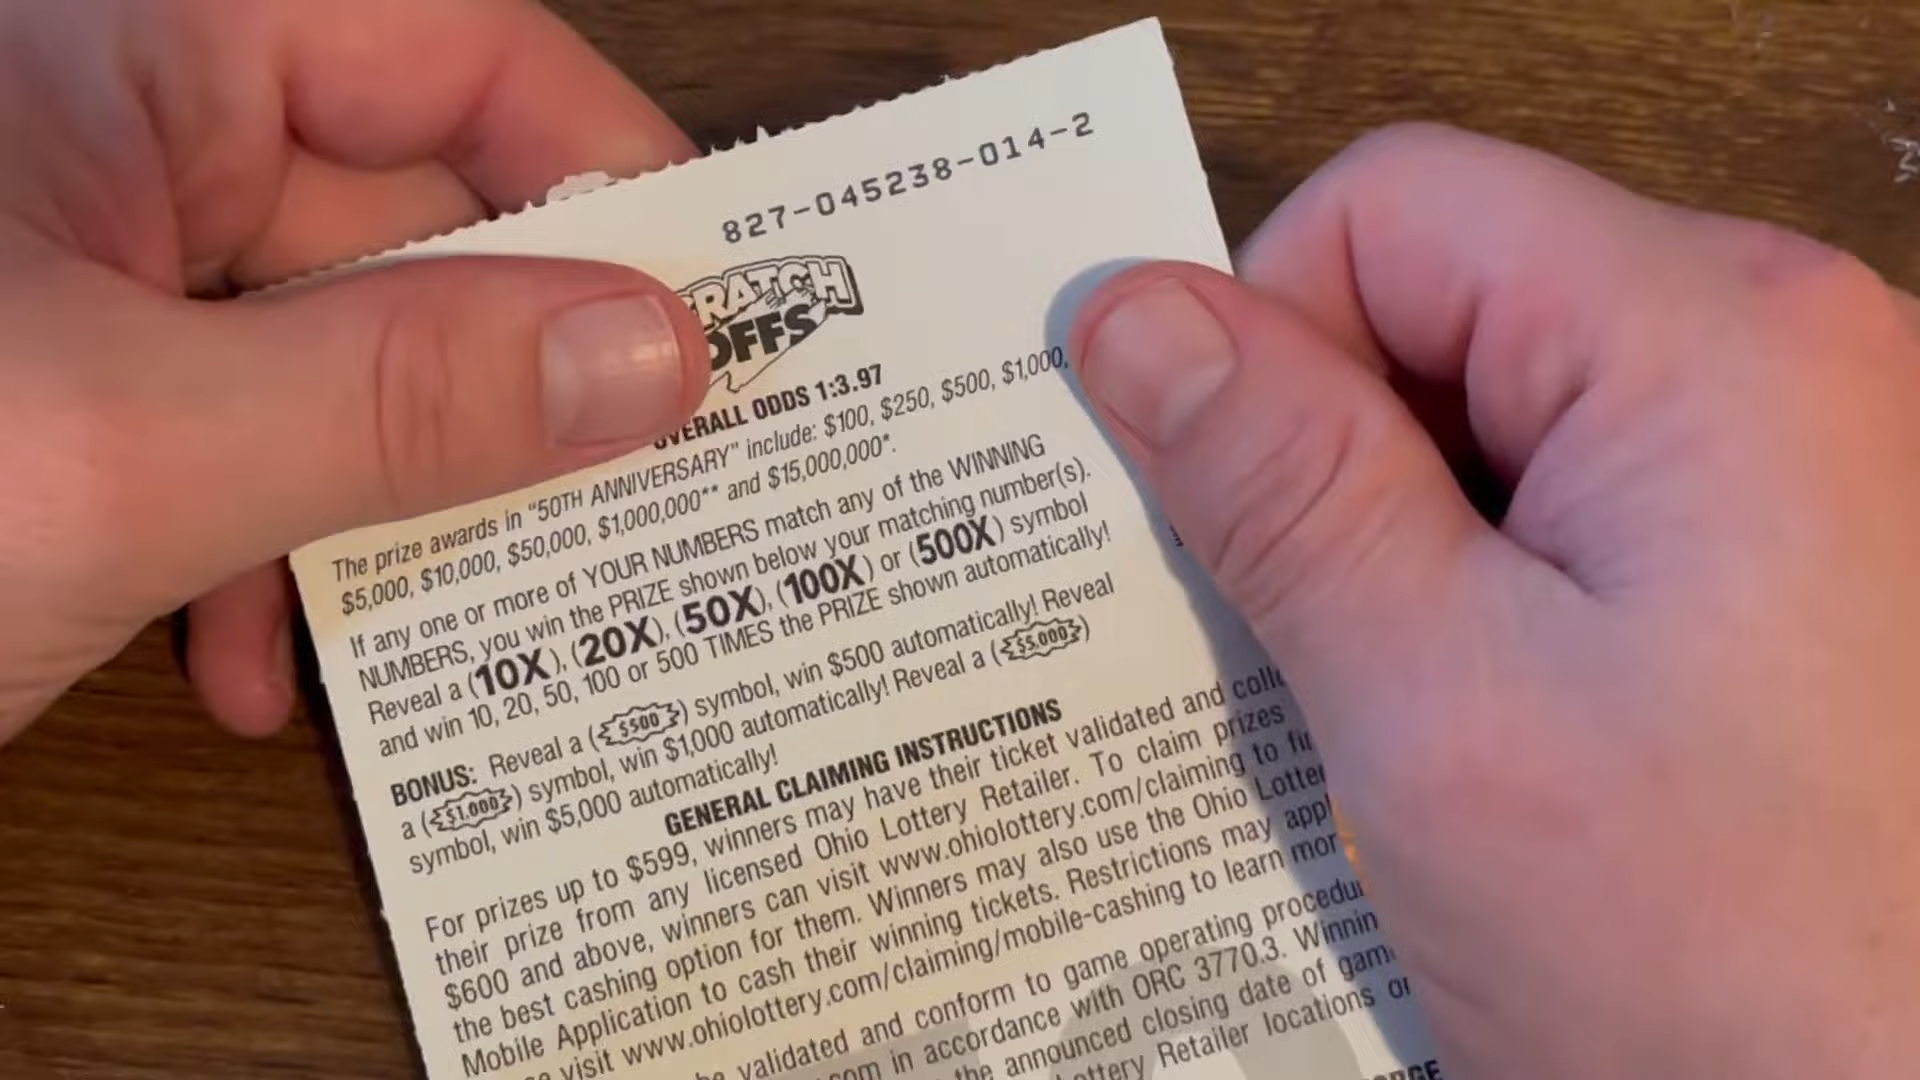 827-045238-014-2
RATCH
OFFS
OVERALL ODDS 1:3.97
The prize awards in "50TH ANNIVERSARY" include: $100, $250, $500, $1,000,
$5,000, $10,000, $50,000, $1,000,000** and $15,000,000*.
If any one or more of YOUR NUMBERS match any of the WINNING
NUMBERS, you win the PRIZE shown below your matching number(s).
Reveal a (10X), (20X), (50X), (100X) or (500X) symbol
and win 10, 20, 50, 100 or 500 TIMES the PRIZE shown automatically!
BONUS: Reveal a ($500) symbol, win $500 automatically! Reveal
a ($1,000) symbol, win $1,000 automatically! Reveal a ($5,000)
symbol, win $5,000 automatically!
GENERAL CLAIMING INSTRUCTIONS
For prizes up to $599, winners may have their ticket validated and
their prize from any licensed Ohio Lottery Retailer. To claim prizes
$600 and above, winners can visit www.ohiolottery.com/claiming to
the best cashing option for them. Winners may also use the Ohio
Mobile Application to cash their winning tickets. Restrictions may
visit www.ohiolottery.com/claiming/mobile-cashing to learn
validated and conform to game operating
in accordance with ORC 3770.3.
the announced closing date of
Retailer locations